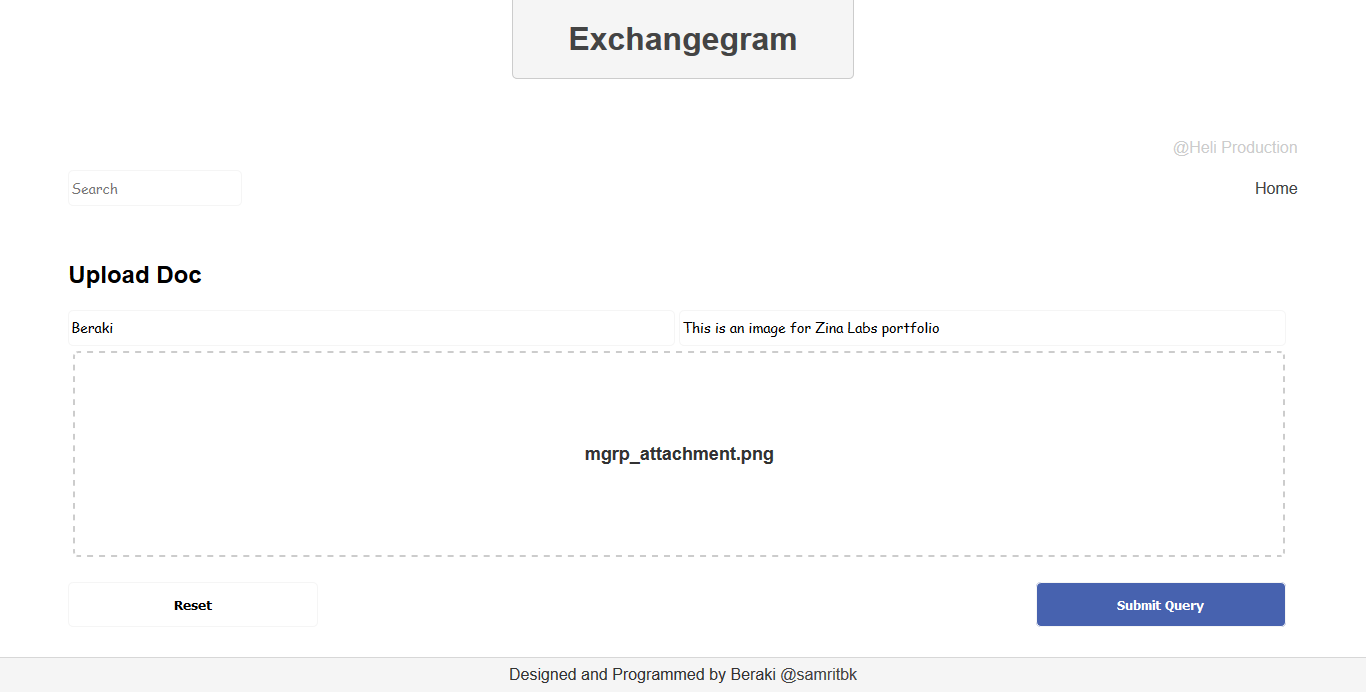 Exchangegram
@Heli Production
Search
Home
Upload Doc
Beraki
This is an image for Zina Labs portfolio
mgrp_attachment.png
Reset
Submit Query
Designed and Programmed by Beraki @samritbk